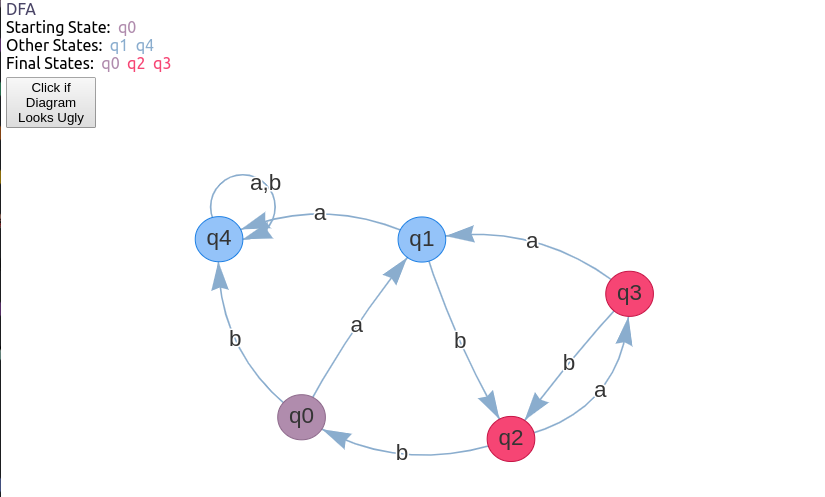 DFA
Starting State: q0
Other States: q1 q4
Final States: q0 q2 q3
Click if
Diagram
Looks Ugly
a,b
a
q4
q1
a
q3
a
b
b
b
a
q0
q2
b